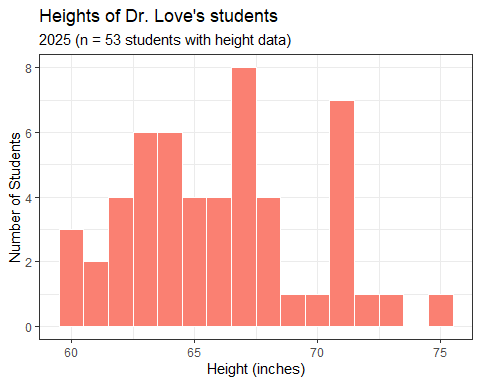 Heights of Dr. Love's students
2025 (n = 53 students with height data)
8
6
4
2
0
Number of Students
60 65 70 75
Height (inches)